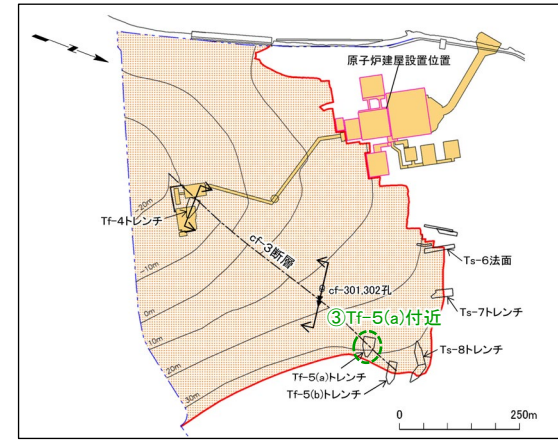 原子炉建屋設置位置
-20m
Tf-4トレンチ
-10m
cf-3断層
Ts-6法面
0m
cf-301,302孔
Ts-7トレンチ
③Tf-5(a)付近
10m
Ts-8トレンチ
20m
Tf-5(a)トレンチ
30m
Tf-5(b)トレンチ
0 250m